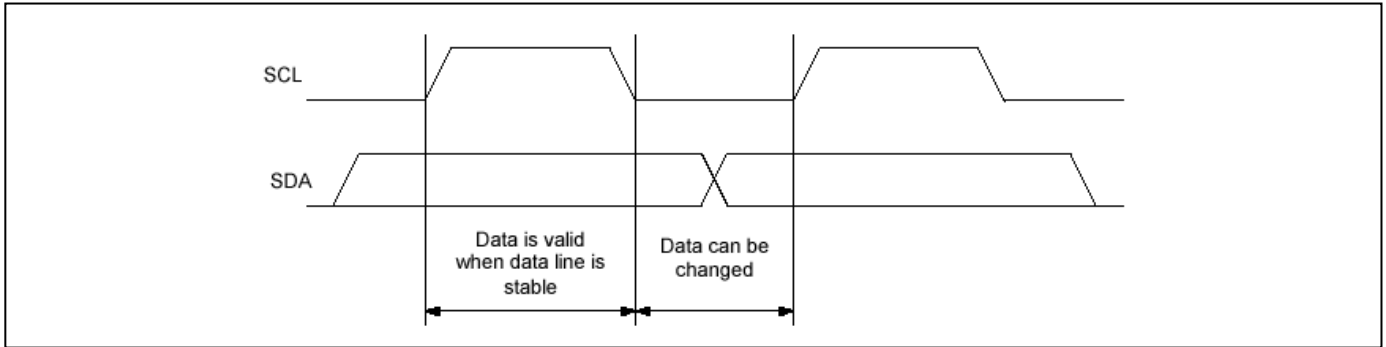 SCL
SDA
Data is valid
when data line is
stable
Data can be
changed